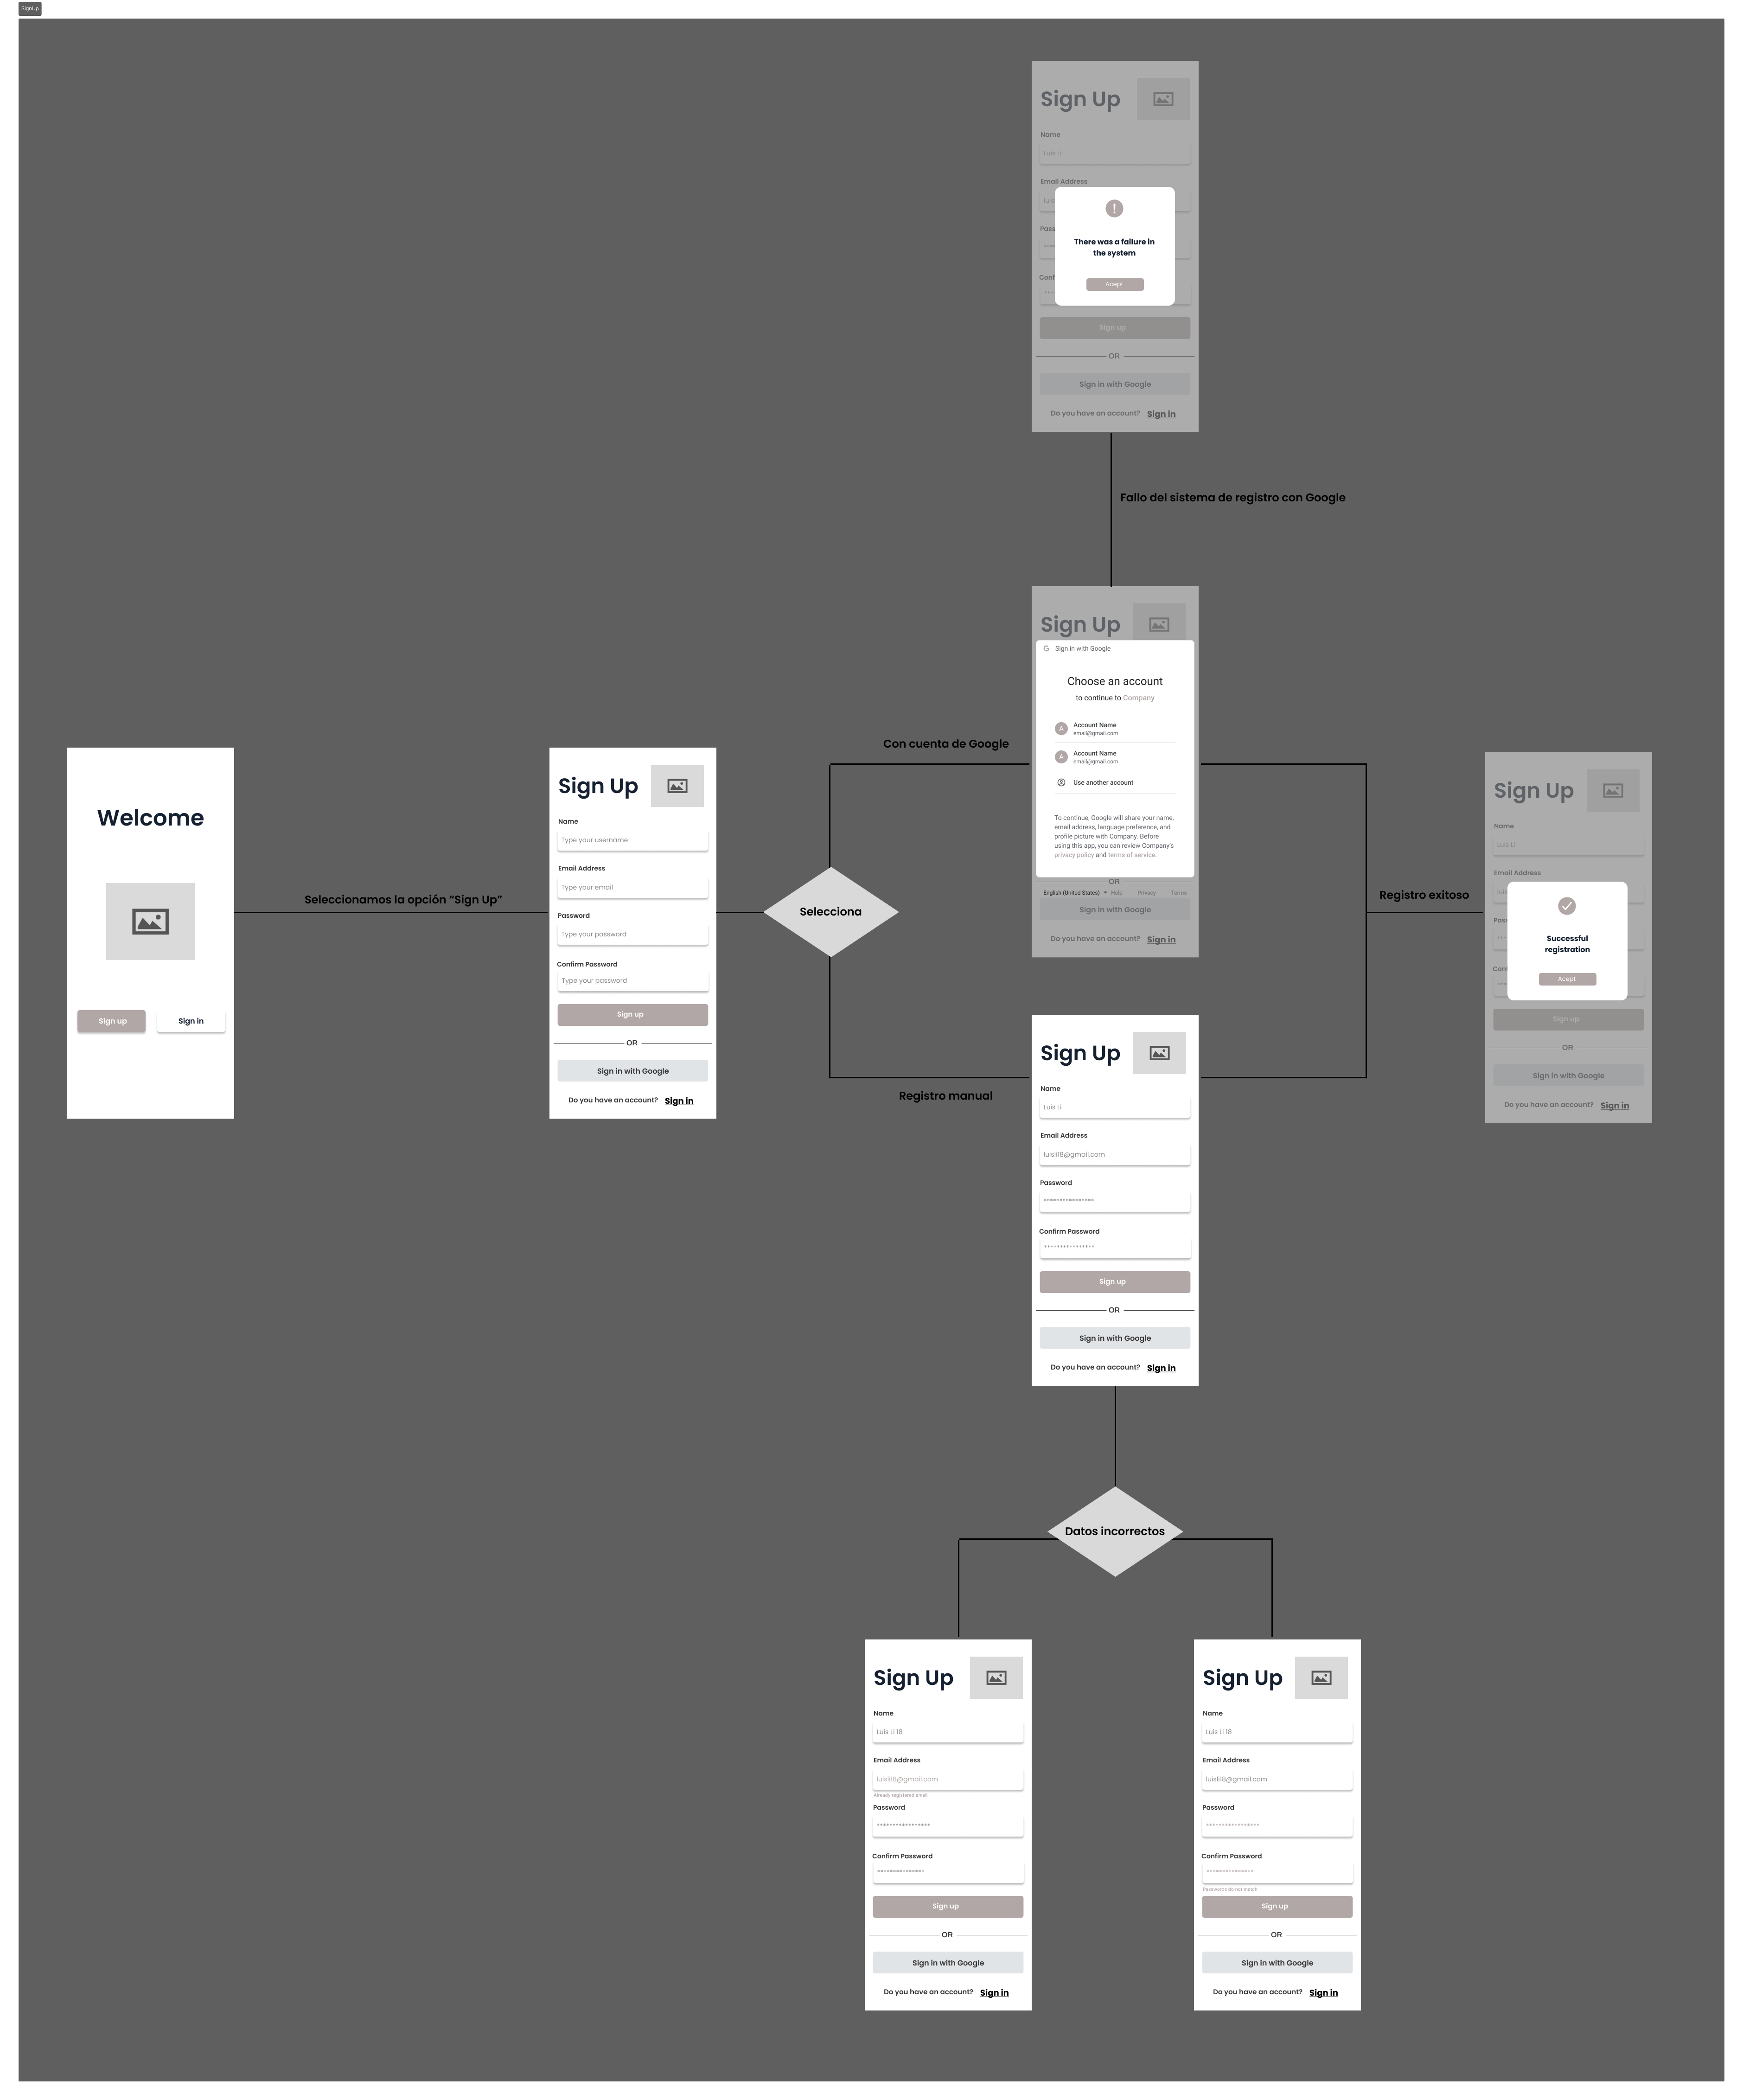 SignUp
Sign Up
Name
Luis Li
Email Address
Conf
There was a failure in
the system
Acept
Sign up
OR
Sign in with Google
Do you have an account? Sign in
Fallo del sistema de registro con Google
Sign Up
Sign in with Google
Choose an account
to continue to Company
A
Account Name
email@gmail.com
A
Account Name
email@gmail.com
Use another account
To continue, Google will share your name,
email address, language preference, and
profile picture with Company. Before
using this app, you can review Company's
privacy policy and terms of service.
OR
English (United States) Help Privacy Terms
Sign in with Google
Do you have an account? Sign in
Welcome
Sign up Sign in
Seleccionamos la opción “Sign Up”
Sign Up
Name
Type your username
Email Address
Type your email
Password
Type your password
Confirm Password
Type your password
Sign up
OR
Sign in with Google
Do you have an account? Sign in
Selecciona
Con cuenta de Google
Registro manual
Registro exitoso
Sign Up
Name
Luis Li
Email Address
Successful
registration
Acept
Sign up
OR
Sign in with Google
Do you have an account? Sign in
Sign Up
Name
Luis Li
Email Address
luisli18@gmail.com
Password
****************
Confirm Password
****************
Sign up
OR
Sign in with Google
Do you have an account? Sign in
Datos incorrectos
Sign Up
Name
Luis Li 18
Email Address
luisli18@gmail.com
Already registered email
Password
*****************
Confirm Password
***************
Sign up
OR
Sign in with Google
Do you have an account? Sign in
Sign Up
Name
Luis Li 18
Email Address
luisli18@gmail.com
Password
*****************
Confirm Password
***************
Passwords do not match
Sign up
OR
Sign in with Google
Do you have an account? Sign in